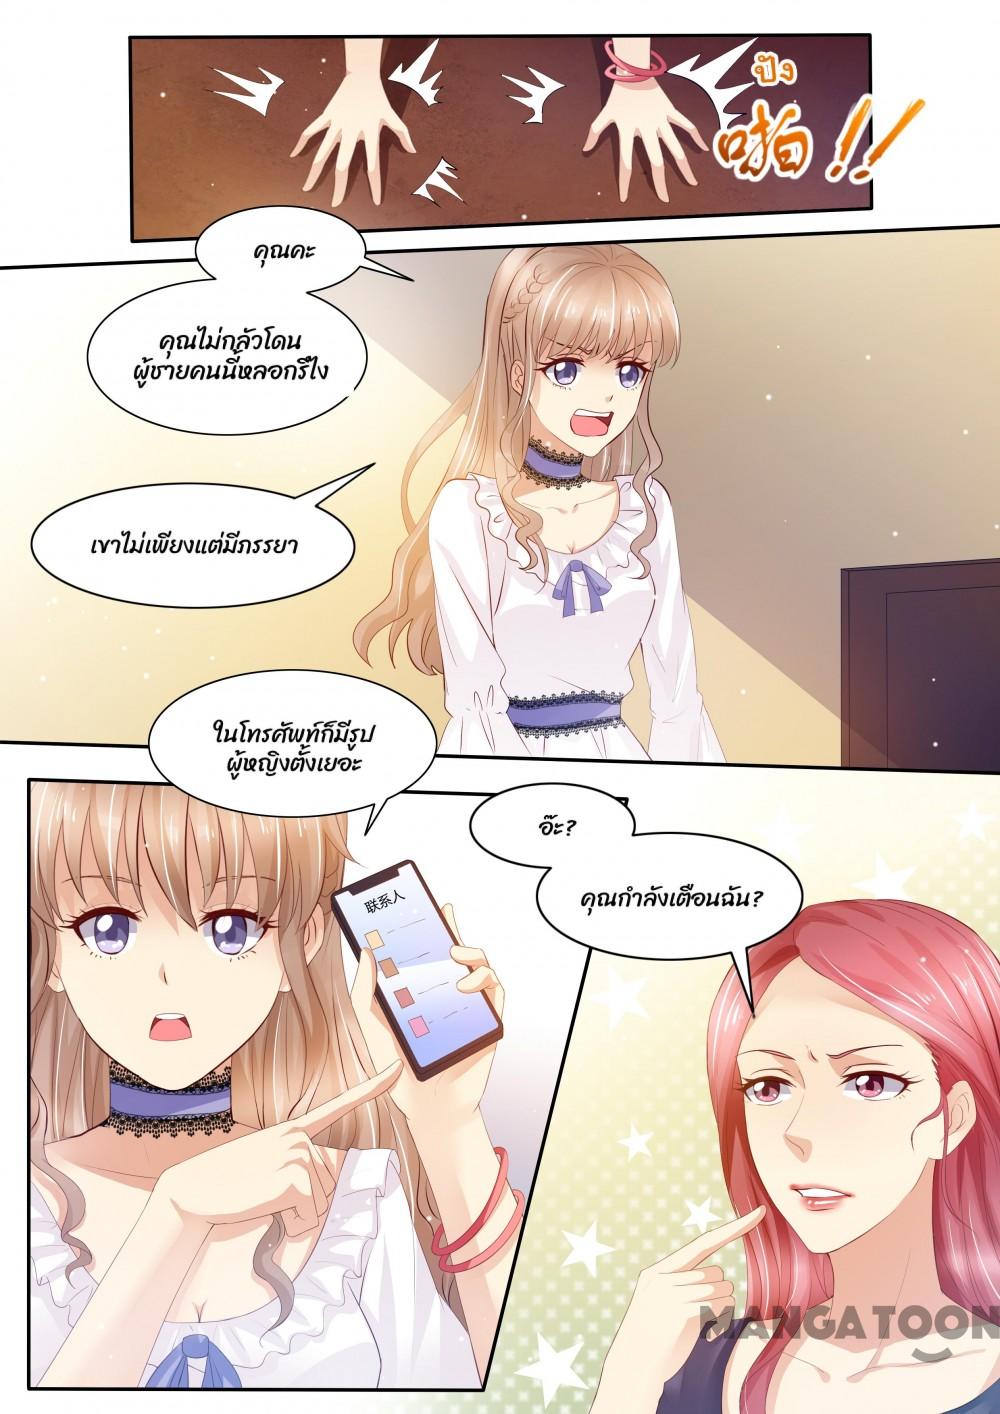 ปัง
啪!!
คุณคะ
คุณไม่กลัวโดน
ผู้ชายคนนี้หลอกรึไง
เขาไม่เพียงแต่มีภรรยา
ในโทรศัพท์ก็มีรูป
ผู้หญิงตั้งเยอะ
联系人
อ๊ะ?
คุณกำลังเตือนฉัน?
MANGATOON